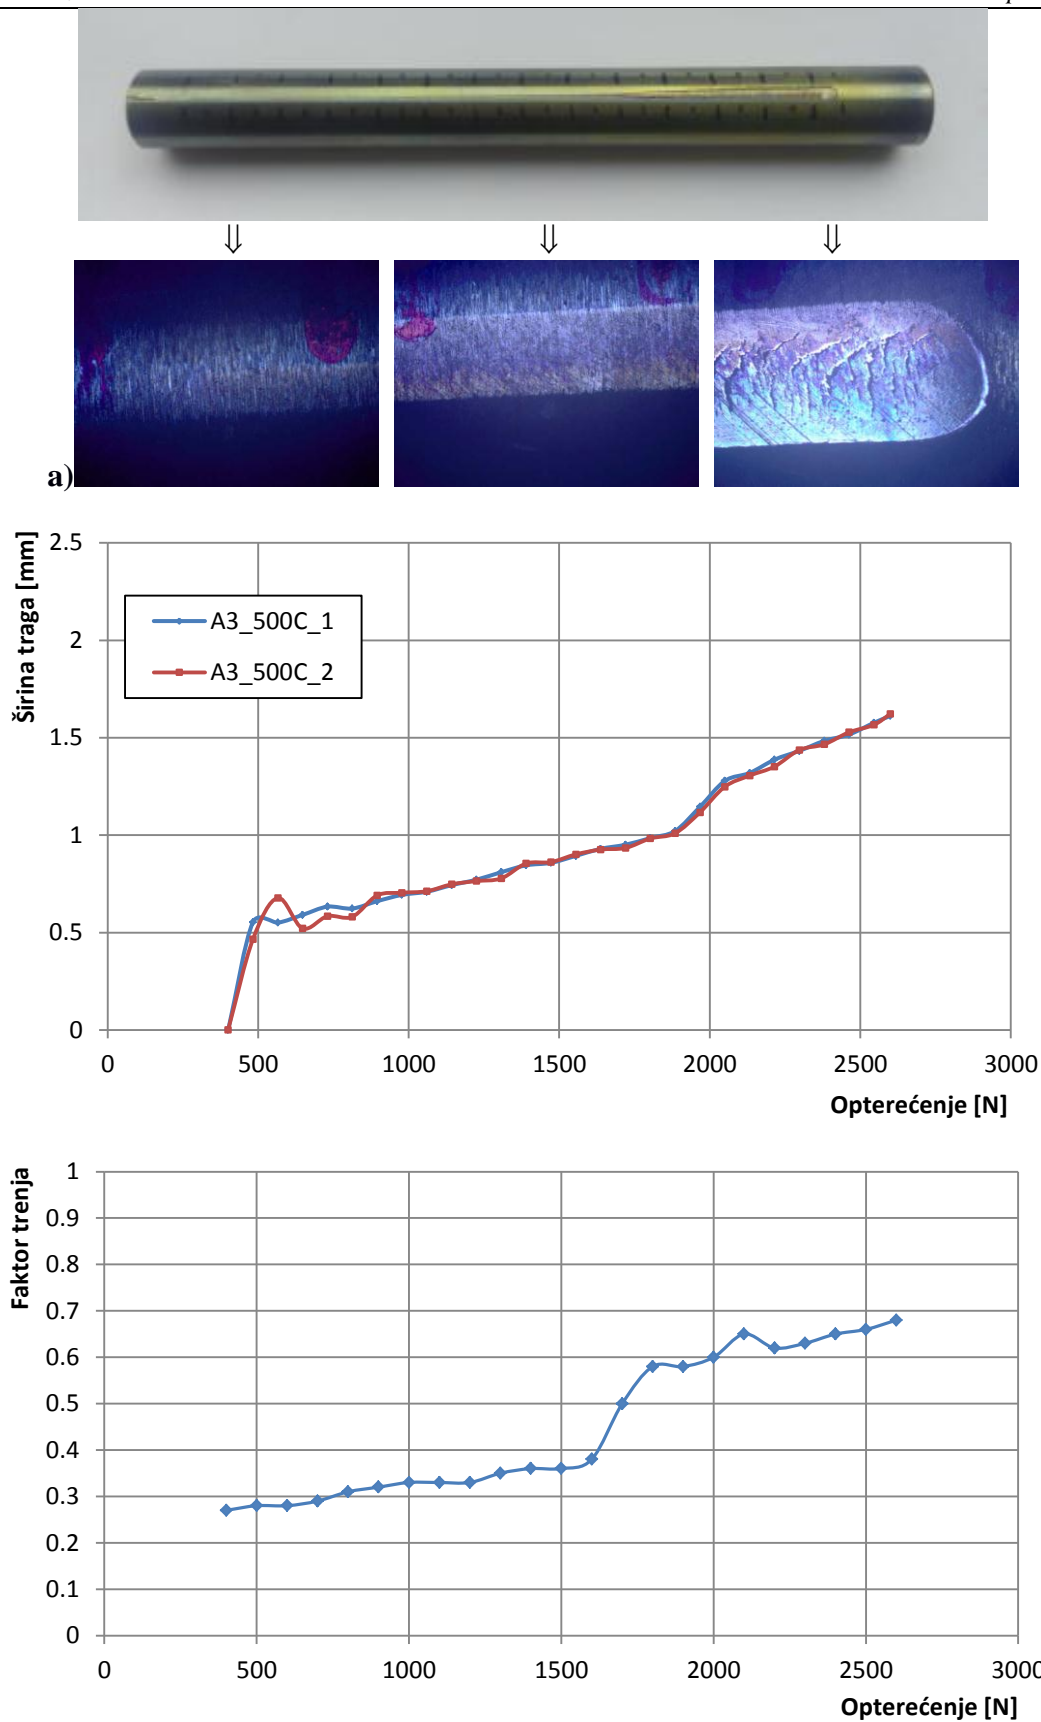 ⇓ ⇓ ⇓
a)
Širina traga [mm]
2.5
2
1.5
1
0.5
0
A3_500C_1
A3_500C_2
0 500 1000 1500 2000 2500 3000
Opterećenje [N]
Faktor trenja
1
0.9
0.8
0.7
0.6
0.5
0.4
0.3
0.2
0.1
0
0 500 1000 1500 2000 2500 3000
Opterećenje [N]